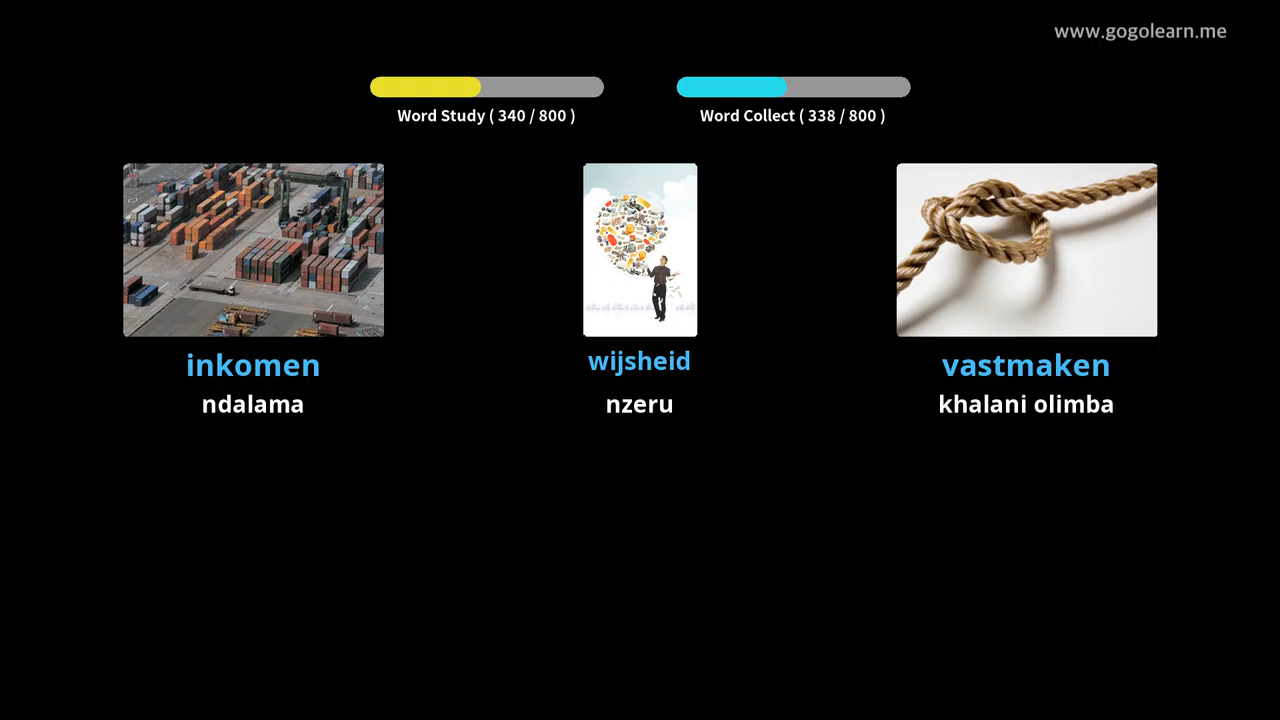 www.gogolearn.me
Word Study ( 340 / 800 )
Word Collect ( 338 / 800 )
inkomen
wijsheid
vastmaken
ndalama
nzeru
khalani olimba